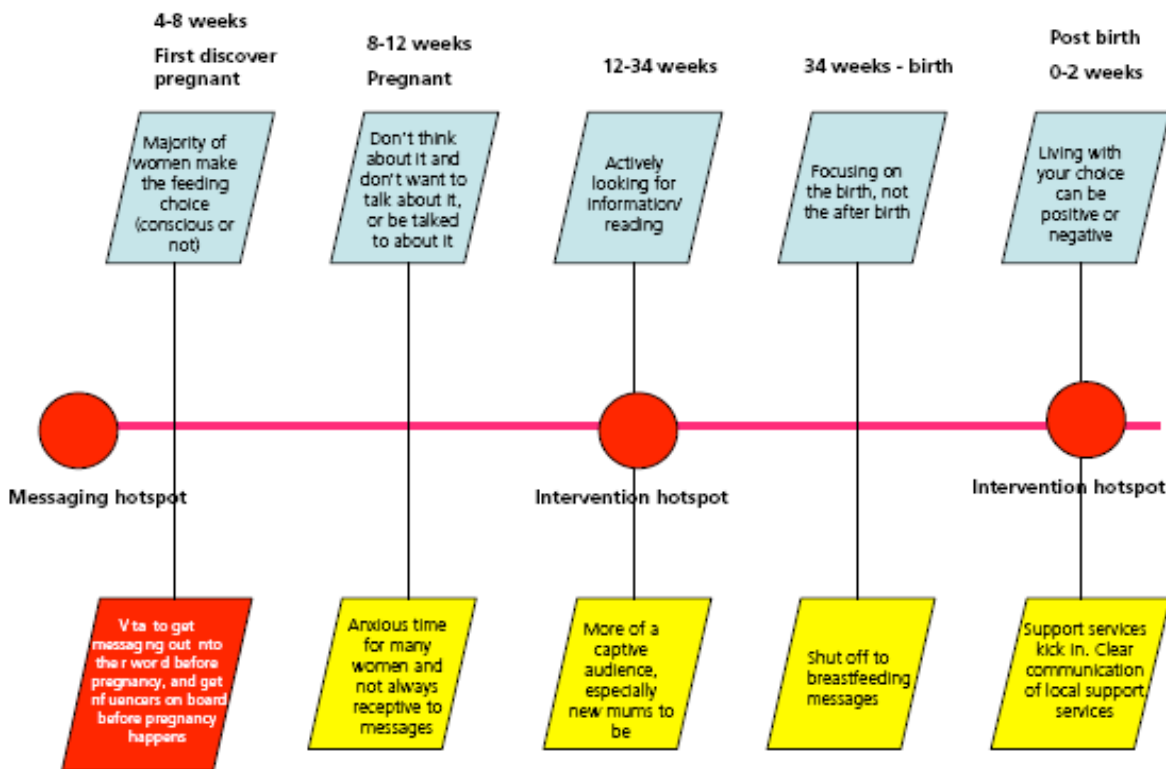 4-8 weeks
First discover
pregnant
8-12 weeks
Pregnant
12-34 weeks
34 weeks - birth
Post birth
0-2 weeks
Majority of
women make
the feeding
choice
(conscious or
not)
Don't think
about it and
don't want to
talk about it,
or be talked
to about it
Actively
looking for
information/
reading
Focusing on
the birth, not
the after birth
Living with
your choice
can be
positive or
negative
Messaging hotspot
Intervention hotspot
Intervention hotspot
V ta  to get
messaging out  nto
the r wor d before
pregnancy, and get
 nf uencers on board
before pregnancy
happens
Anxious time
for many
women and
not always
receptive to
messages
More of a
captive
audience,
especially
new mums to
be
Shut off to
breastfeeding
messages
Support services
kick in. Clear
communication
of local support,
services